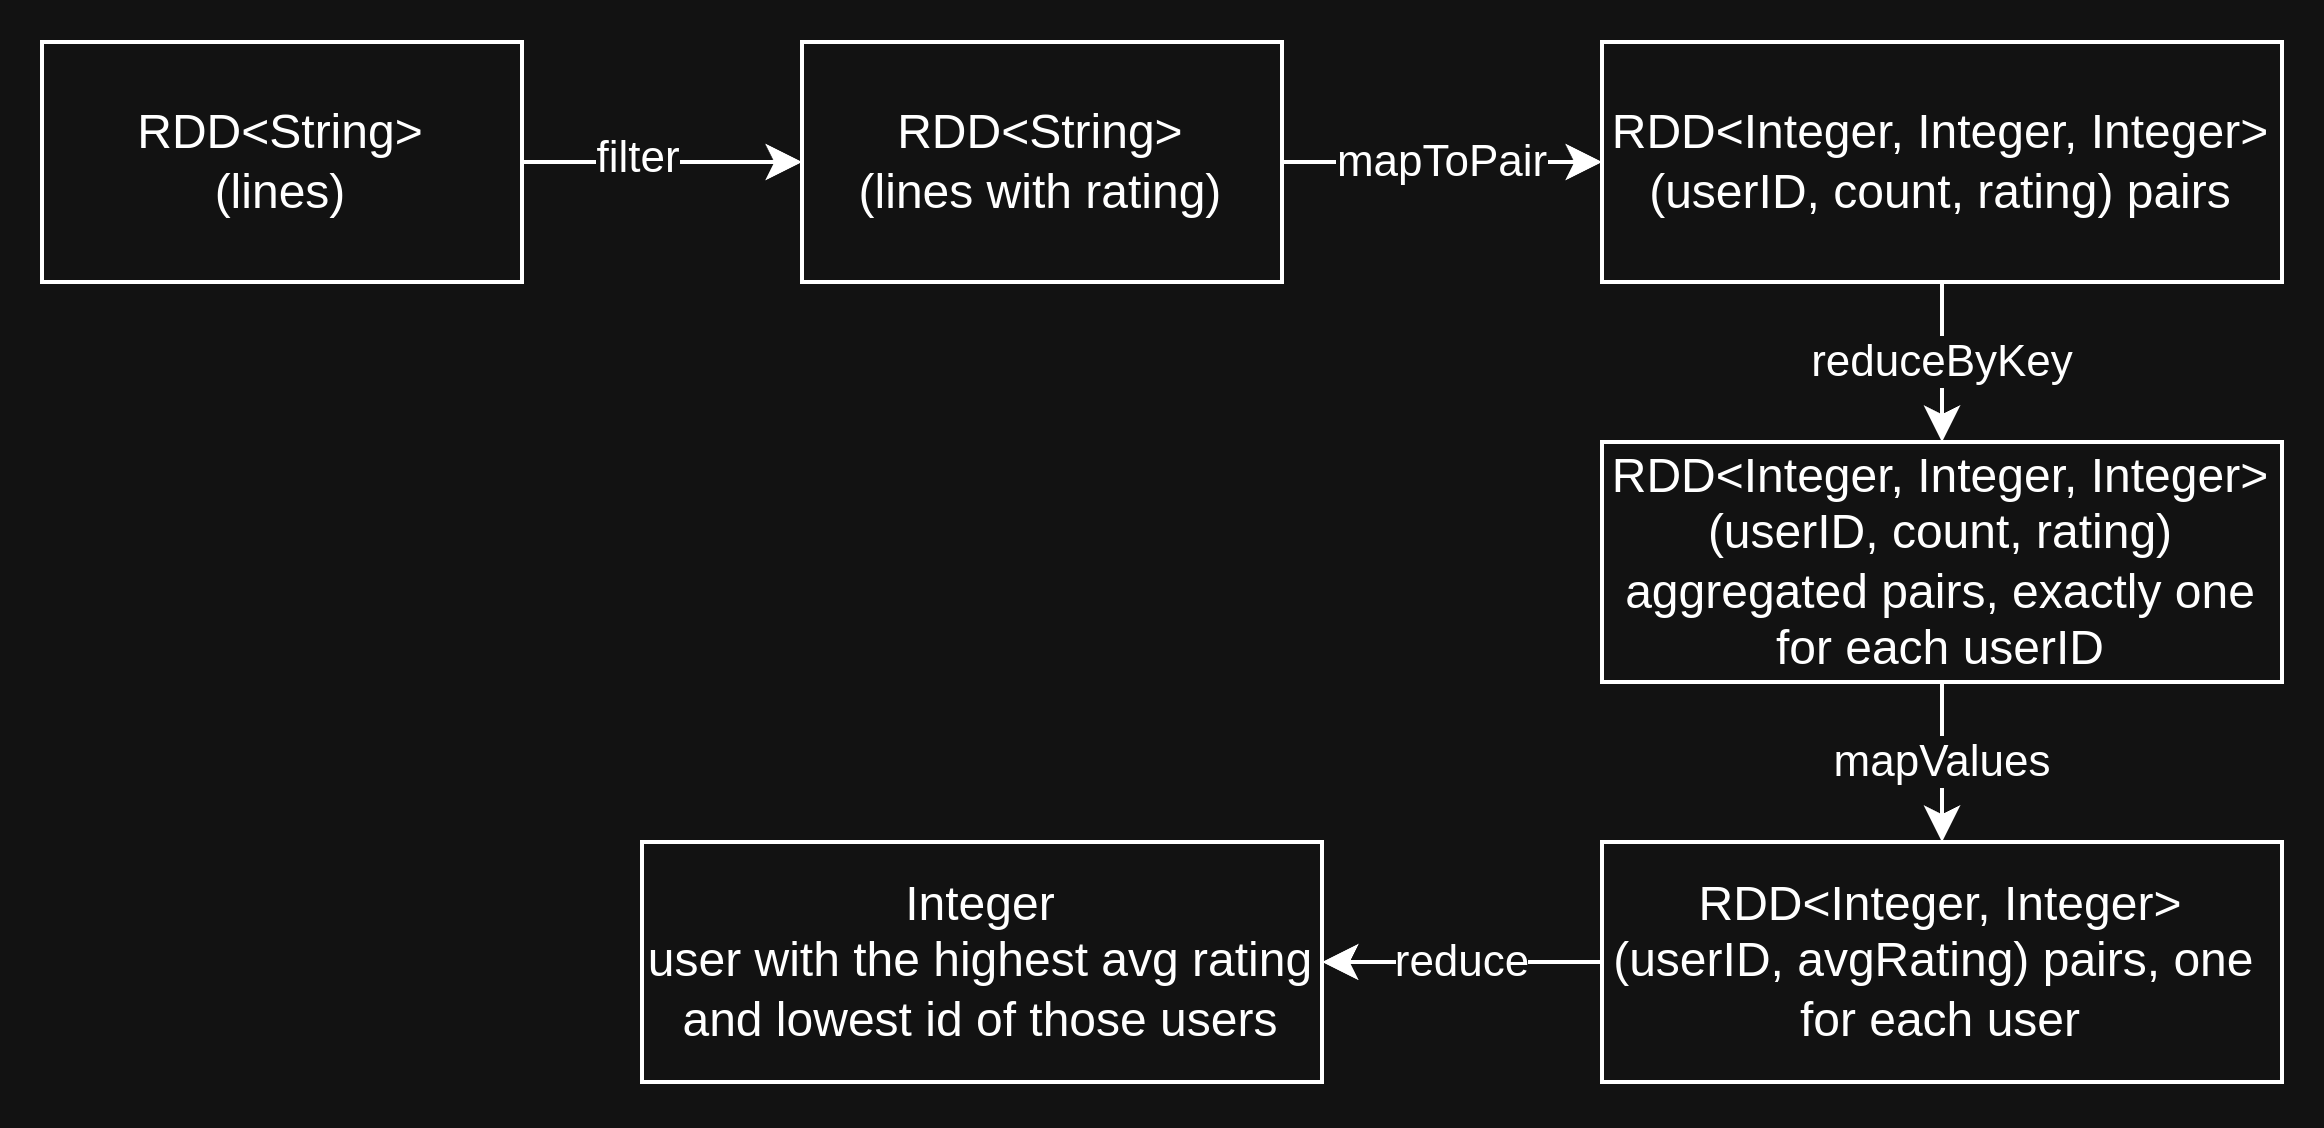 RDD<String>
(lines)
filter
RDD<String>
(lines with rating)
mapToPair
RDD<Integer, Integer, Integer>
(userID, count, rating) pairs
reduceByKey
RDD<Integer, Integer, Integer>
(userID, count, rating)
aggregated pairs, exactly one
for each userID
mapValues
RDD<Integer, Integer>
(userID, avgRating) pairs, one
for each user
reduce
Integer
user with the highest avg rating
and lowest id of those users